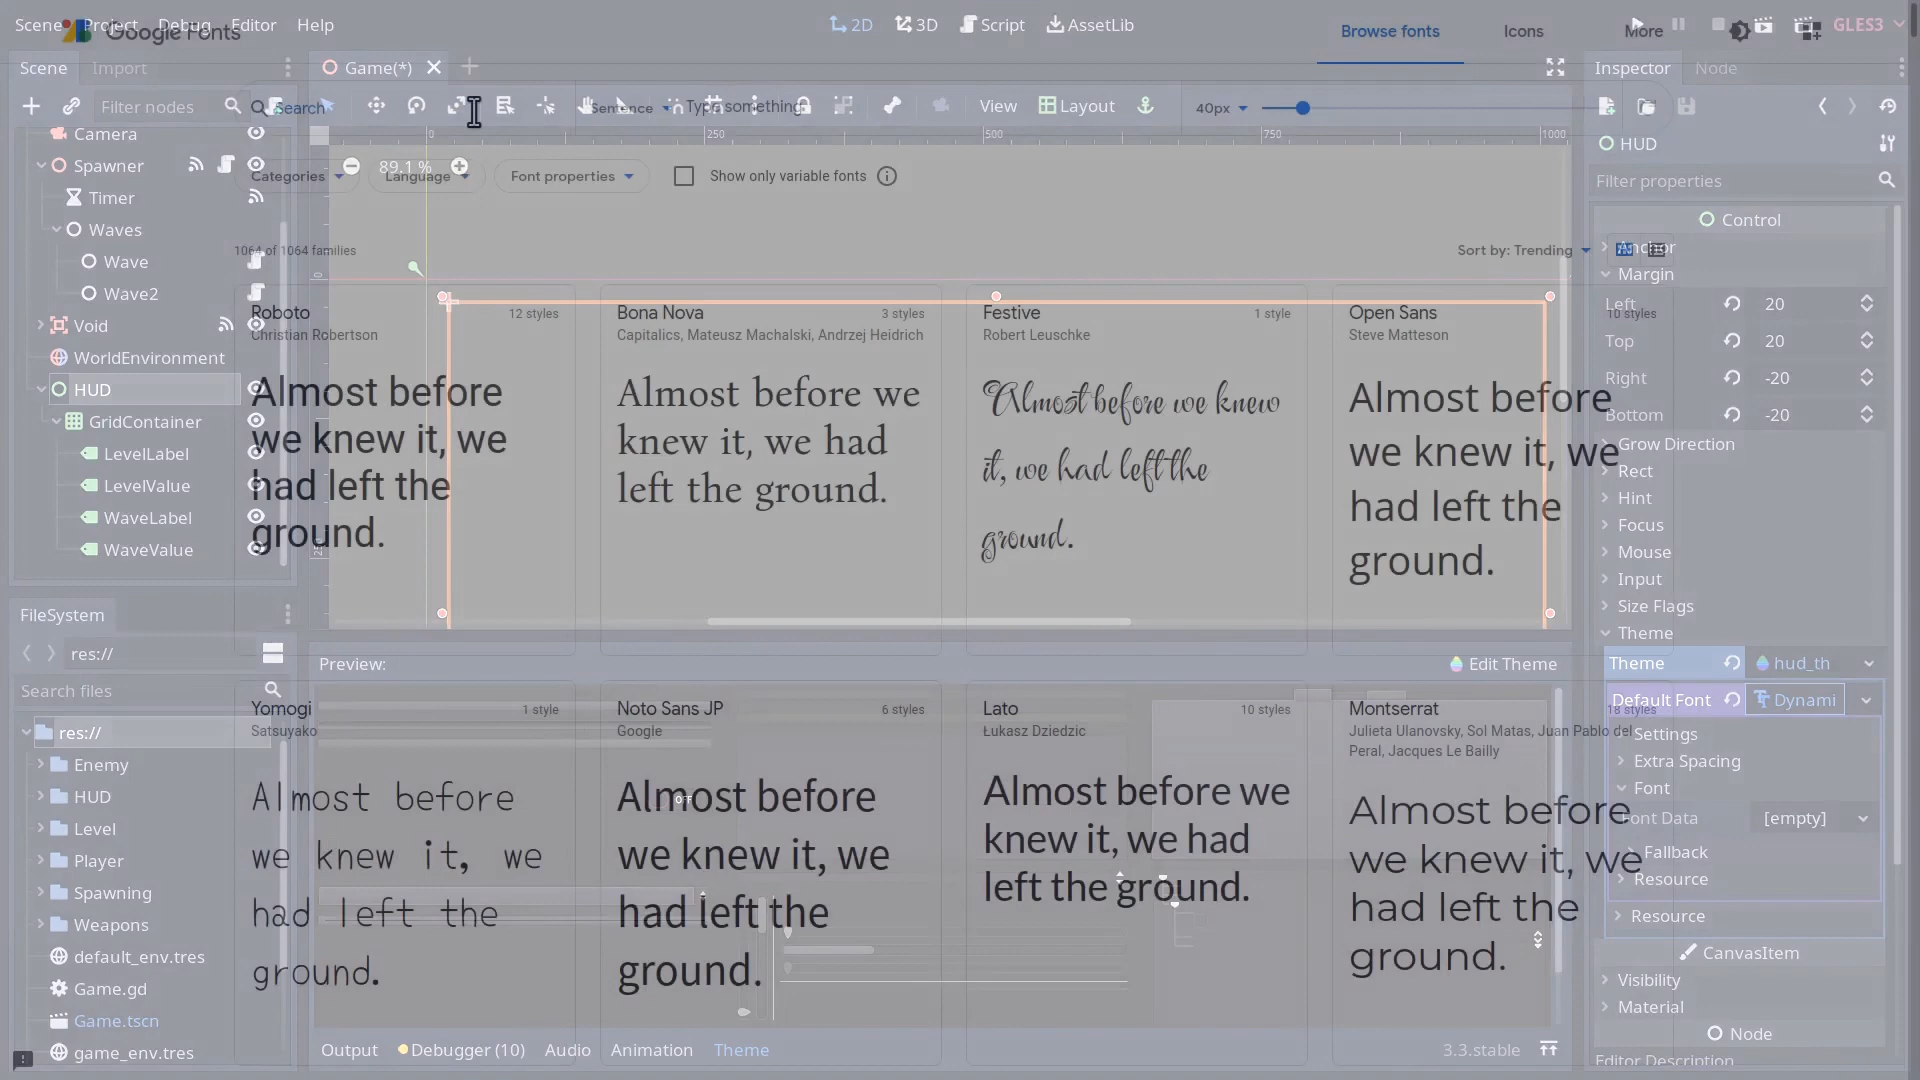 Scene Project Debug Editor Help
Google Fonts
2D 3D Script AssetLib
Browse fonts Icons More
GLES3
Scene Import
Game(*)
Inspector Node
Filter nodes
Search
Sentence
Type something
View Layout
40px
0 250 500 750 1000
HUD
89.1 %
Categories Language Font properties Show only variable fonts
Filter properties
Camera
Spawner
Timer
Waves
Wave
Wave2
Void
WorldEnvironment
HUD
GridContainer
LevelLabel
LevelValue
WaveLabel
WaveValue
1064 of 1064 families
Sort by: Trending
Roboto 12 styles
Christian Robertson
Almost before
we knew it, we
had left the
ground.
Bona Nova 3 styles
Capitalics, Mateusz Machalski, Andrzej Heidrich
Almost before we
knew it, we had
left the ground.
Festive 1 style
Robert Leuschke
Almost before we knew
it, we had left the
ground.
Open Sans 10 styles
Steve Matteson
Almost before
we knew it, we
had left the
ground.
Control
Anchor
Margin
Left 20
Top 20
Right -20
Bottom -20
Grow Direction
Rect
Hint
Focus
Mouse
Input
Size Flags
Theme
Theme hud_th
Default Font Dynami
Settings
Extra Spacing
Font
Font Data [empty]
Fallback
Resource
Resource
CanvasItem
Visibility
Material
Node
Editor Description
FileSystem
res://
Search files
res://
Enemy
HUD
Level
Player
Spawning
Weapons
default_env.tres
Game.gd
Game.tscn
game_env.tres
Preview: Edit Theme
Yomogi 1 style
Satsuyako
Almost before
we knew it, we
had left the
ground.
Noto Sans JP 6 styles
Google
Almost before
we knew it, we
had left the
ground.
Lato 10 styles
Łukasz Dziedzic
Almost before we
knew it, we had
left the ground.
Montserrat 18 styles
Julieta Ulanovsky, Sol Matas, Juan Pablo del
Peral, Jacques Le Bailly
Almost before
we knew it, we
had left the
ground.
OFF
Output Debugger (10) Audio Animation Theme 3.3.stable